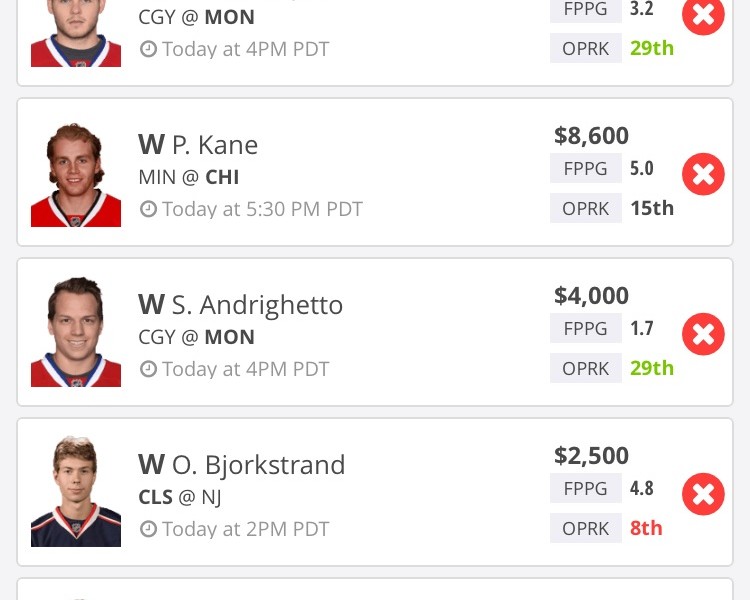 FPPG 3.2
CGY @ MON
Today at 4PM PDT
OPRK 29th
W P. Kane
$8,600
MIN @ CHI
FPPG 5.0
Today at 5:30 PM PDT
OPRK 15th
W S. Andrighetto
$4,000
CGY @ MON
FPPG 1.7
Today at 4PM PDT
OPRK 29th
W O. Bjorkstrand
$2,500
CLS @ NJ
FPPG 4.8
Today at 2PM PDT
OPRK 8th